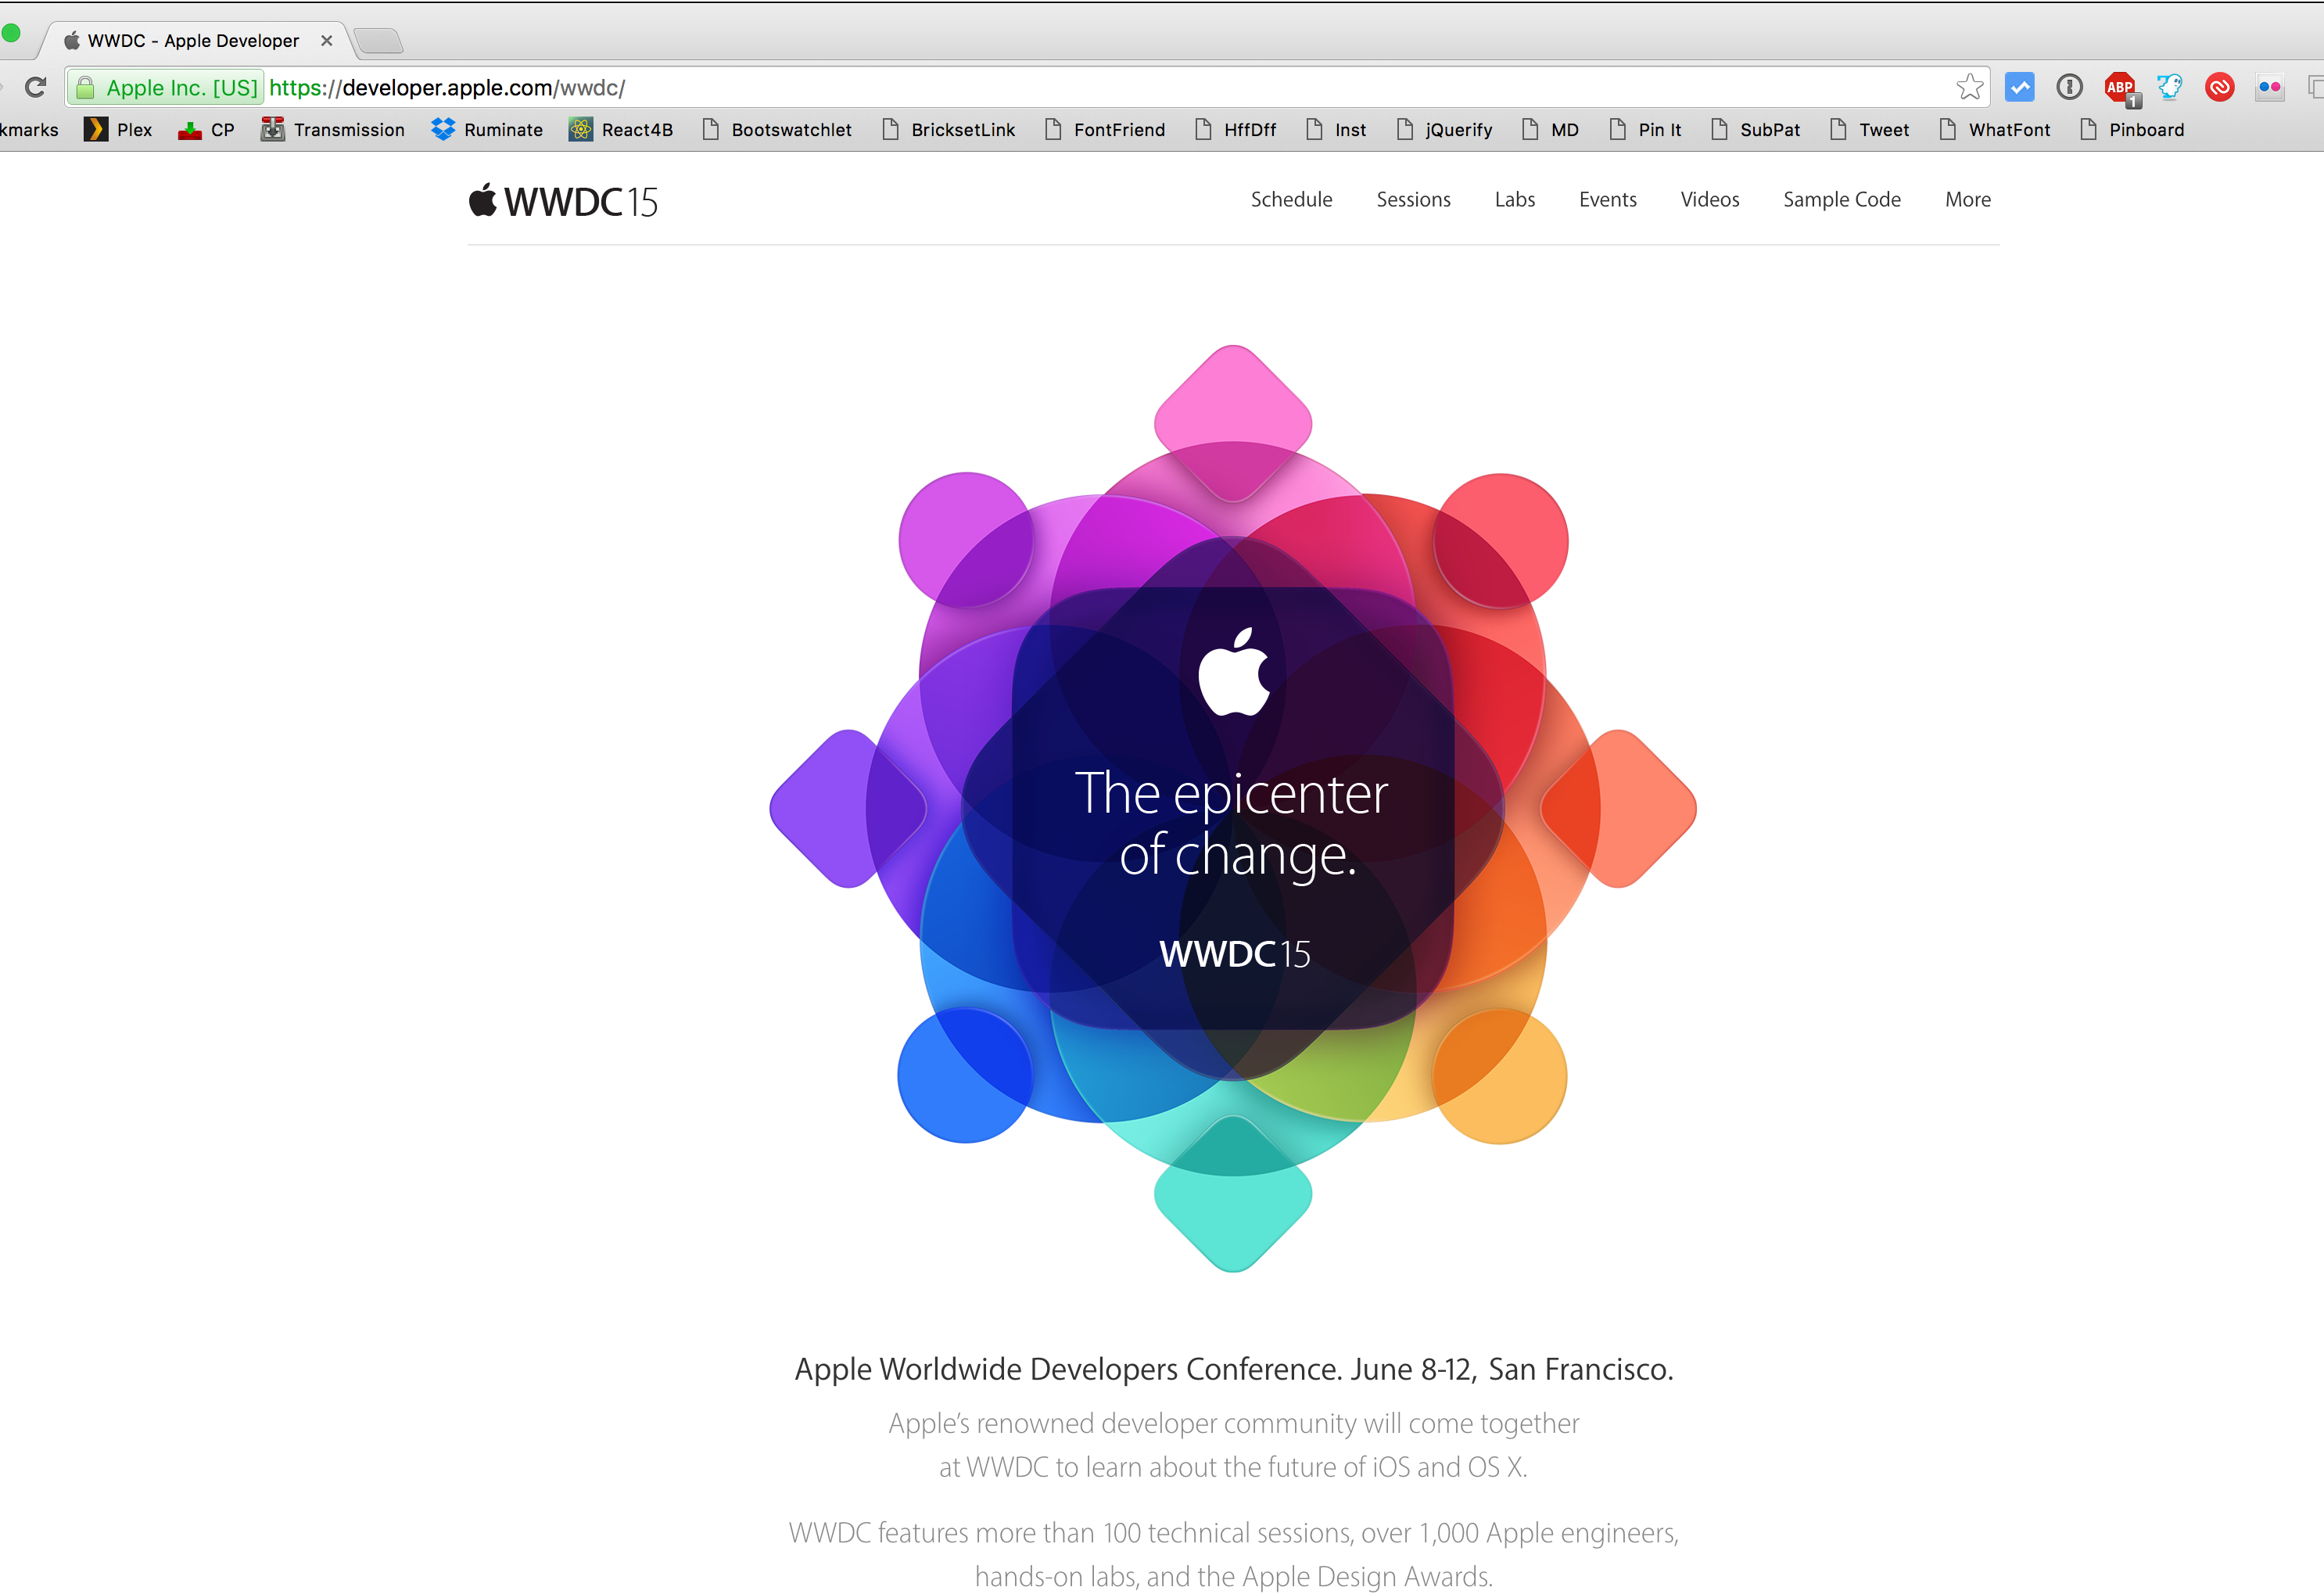 WWDC - Apple Developer
Apple Inc. [US] https://developer.apple.com/wwdc/
ABP 1
kmarks Plex CP Transmission Ruminate React4B Bootswatchlet BricksetLink FontFriend HffDff Inst jQuerify MD Pin It SubPat Tweet WhatFont Pinboard
WWDC15 Schedule Sessions Labs Events Videos Sample Code More
The epicenter
of change.
WWDC15
Apple Worldwide Developers Conference. June 8-12, San Francisco.
Apple’s renowned developer community will come together
at WWDC to learn about the future of iOS and OS X.
WWDC features more than 100 technical sessions, over 1,000 Apple engineers,
hands-on labs, and the Apple Design Awards.